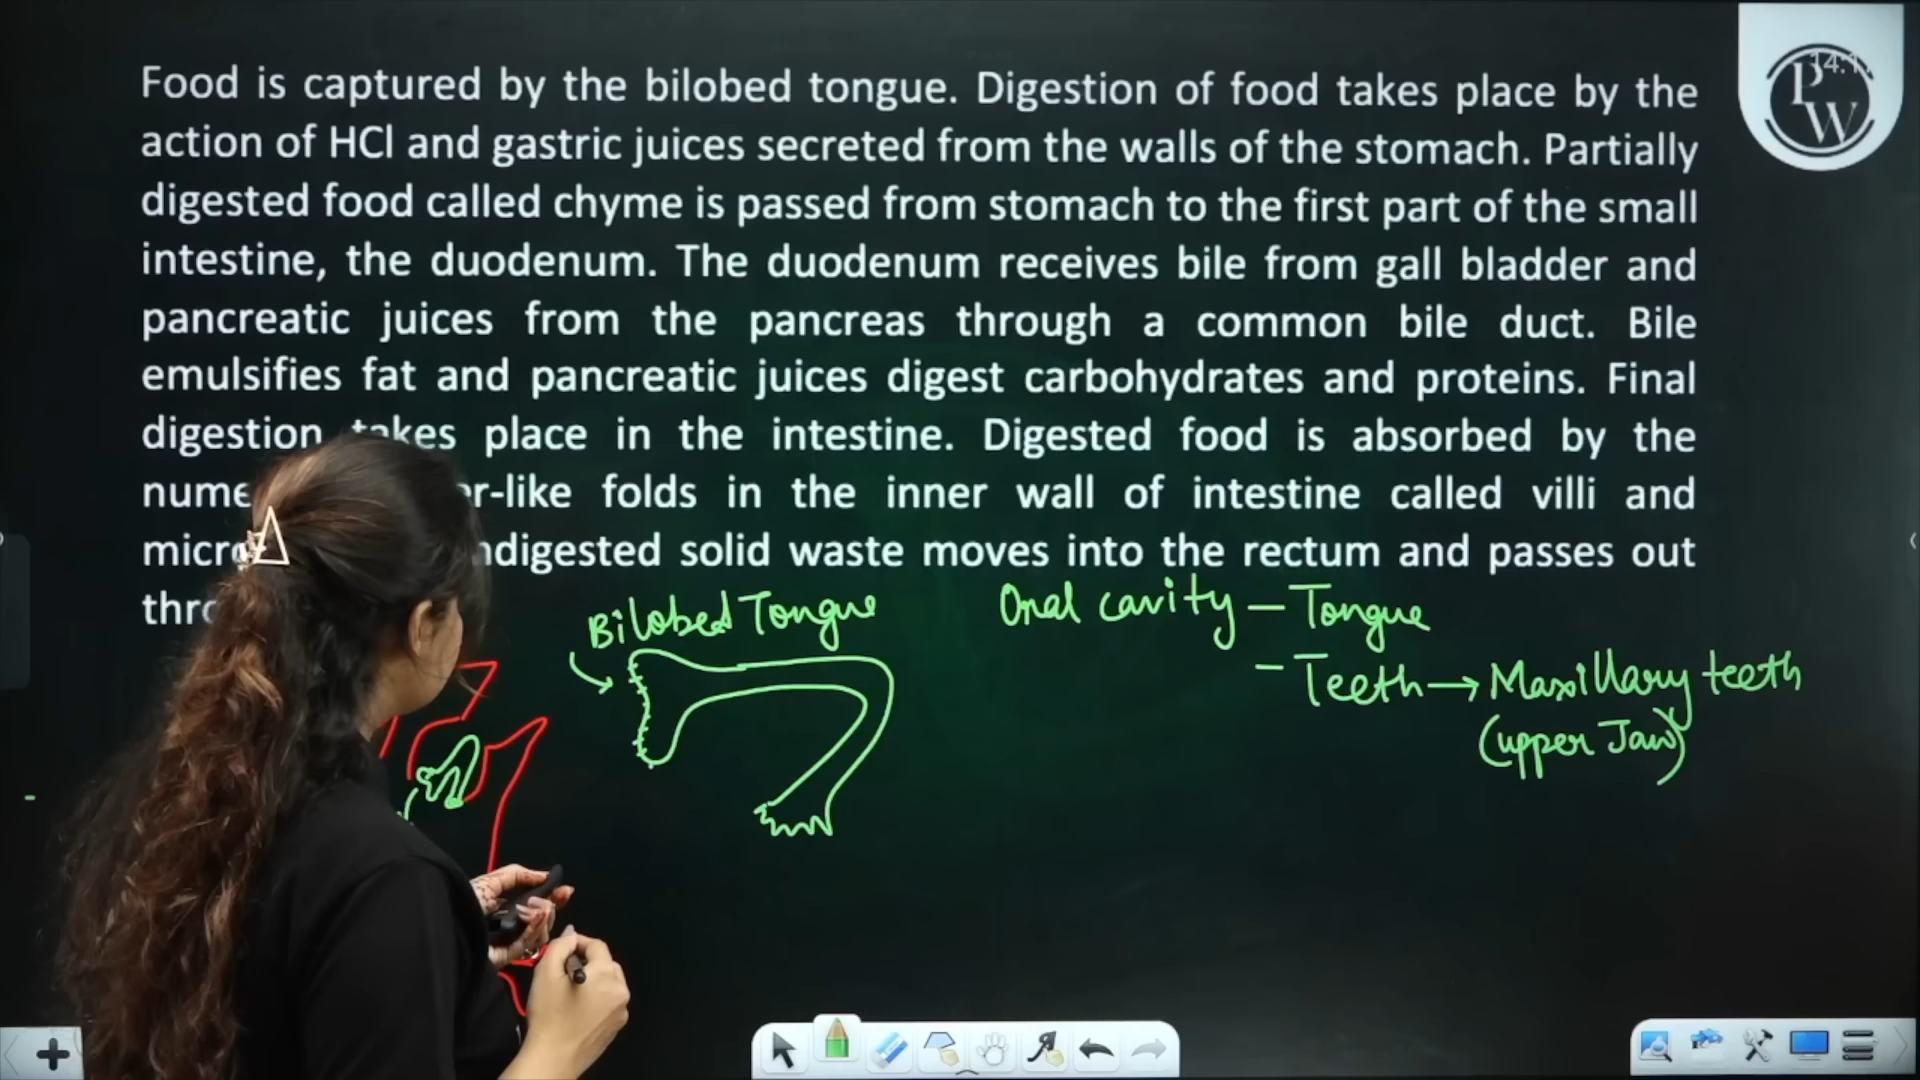 Food is captured by the bilobed tongue. Digestion of food takes place by the
action of HCl and gastric juices secreted from the walls of the stomach. Partially
digested food called chyme is passed from stomach to the first part of the small
intestine, the duodenum. The duodenum receives bile from gall bladder and
pancreatic juices from the pancreas through a common bile duct. Bile
emulsifies fat and pancreatic juices digest carbohydrates and proteins. Final
digestion takes place in the intestine. Digested food is absorbed by the
folds in the inner wall of intestine called villi and
solid waste moves into the rectum and passes out
Bilobed Tongue
Oral cavity – Tongue
– Teeth → Maxillary teeth
(upper Jaw)
PW